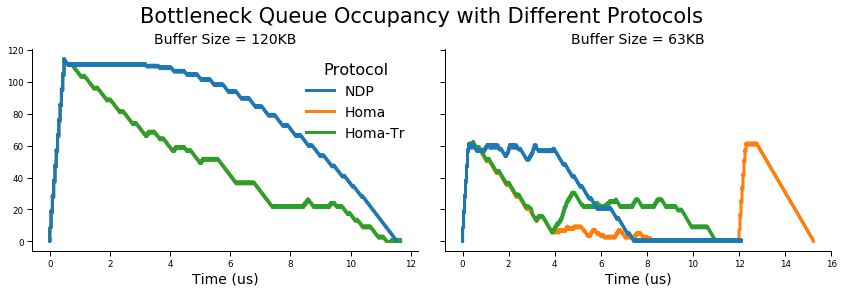 Bottleneck Queue Occupancy with Different Protocols
Buffer Size = 120KB
Buffer Size = 63KB
120
100
80
60
40
20
0
Protocol
NDP
Homa
Homa-Tr
0 2 4 6 8 10 12
0 2 4 6 8 10 12 14 16
Time (us)
Time (us)